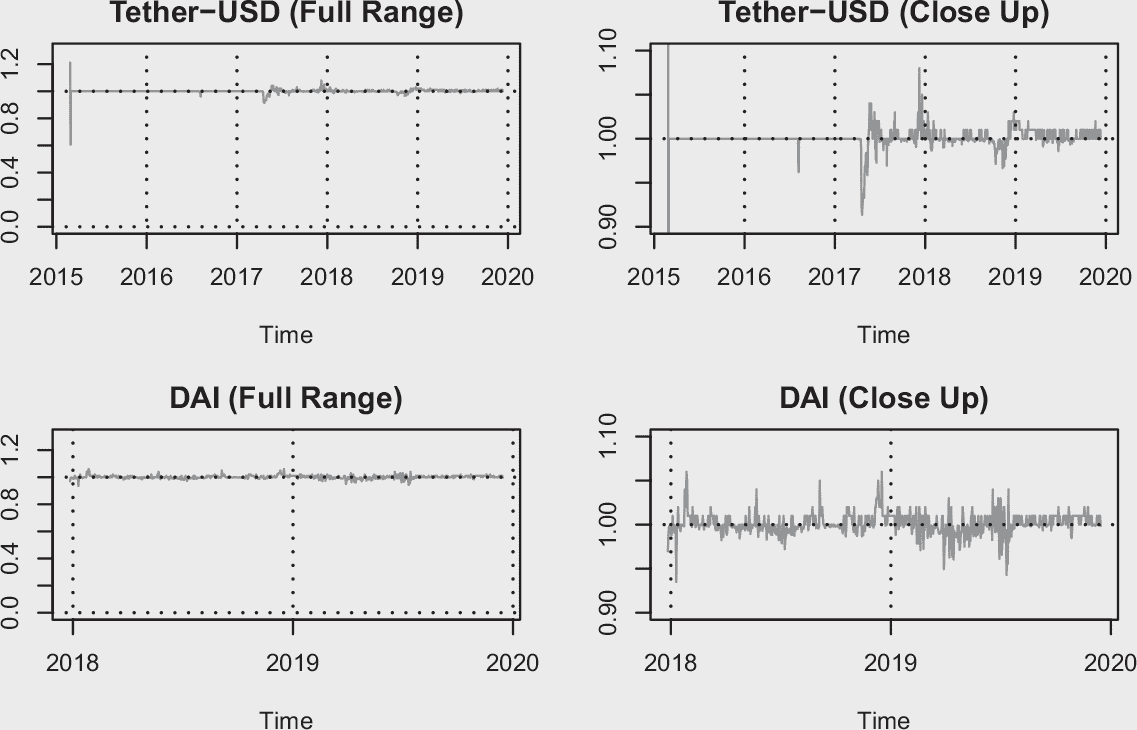 Tether−USD (Full Range)
1.2
0.8
0.4
0.0
2015 2016 2017 2018 2019 2020
Time
Tether−USD (Close Up)
1.10
1.00
0.90
2015 2016 2017 2018 2019 2020
Time
DAI (Full Range)
1.2
0.8
0.4
0.0
2018 2019 2020
Time
DAI (Close Up)
1.10
1.00
0.90
2018 2019 2020
Time